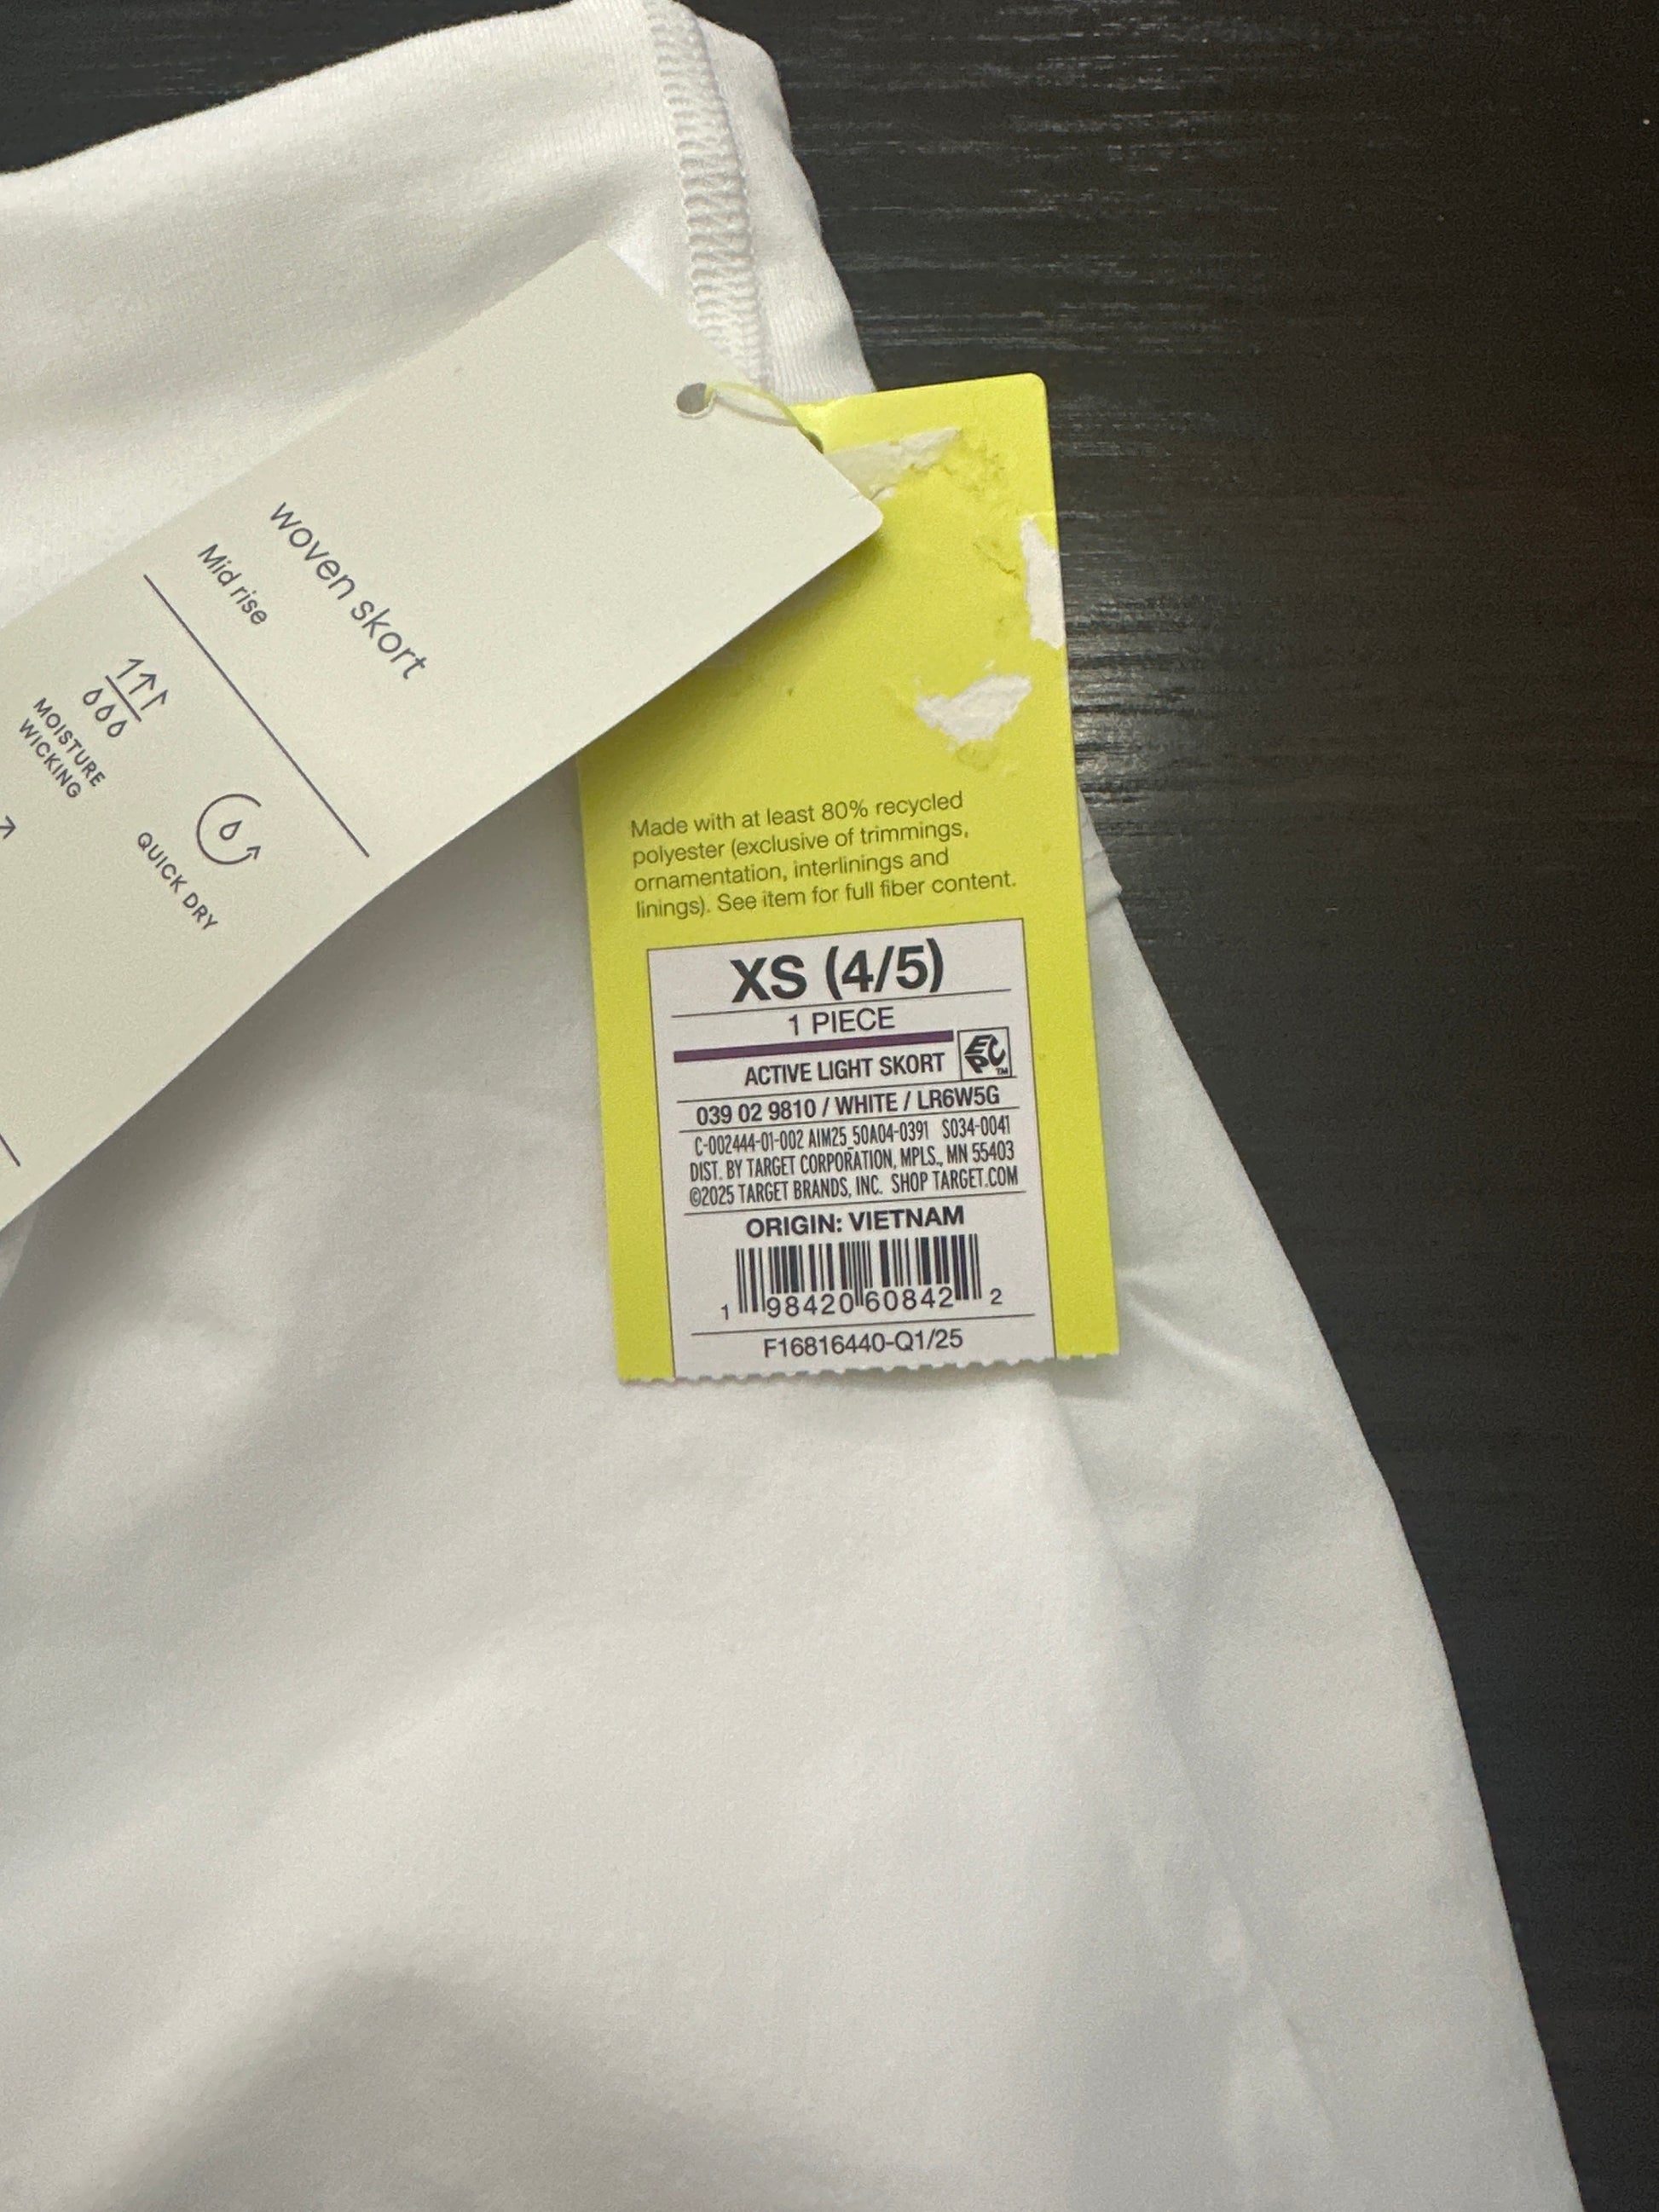 woven skort
Mid rise
MOISTURE
WICKING
QUICK DRY
Made with at least 80% recycled
polyester (exclusive of trimmings,
ornamentation, interlinings and
linings). See item for full fiber content.
XS (4/5)
1 PIECE
ACTIVE LIGHT SKORT
EPC™
039 02 9810 / WHITE / LR6W5G
C-002444-01-002 AIM25_50A04-0391 S034-0041
DIST. BY TARGET CORPORATION, MPLS., MN 55403
©2025 TARGET BRANDS, INC. SHOP TARGET.COM
ORIGIN: VIETNAM
1 98420 60842 2
F16816440-Q1/25